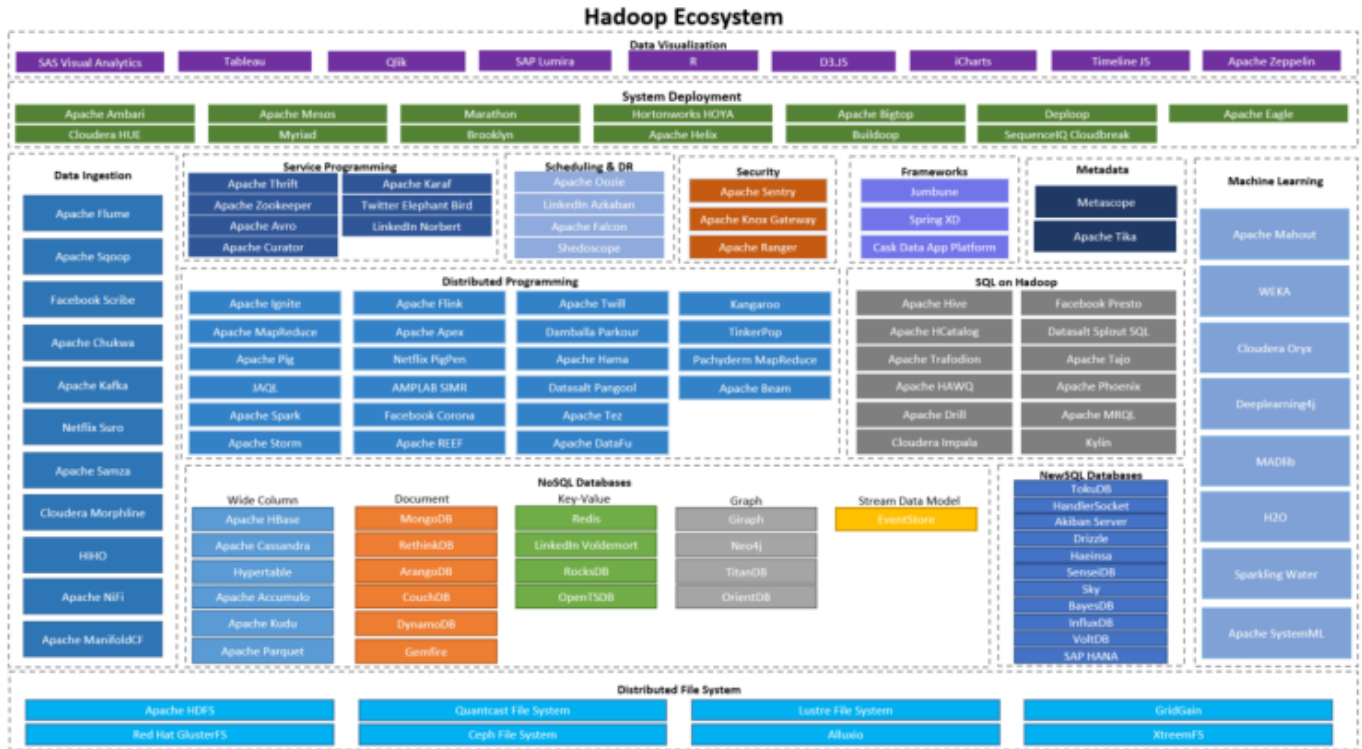 Hadoop Ecosystem
Data Visualization
SAS Visual Analytics
Tableau
Qlik
SAP Lumira
R
D3.JS
iCharts
Timeline JS
Apache Zeppelin
System Deployment
Apache Ambari
Apache Mesos
Marathon
Hortonworks HOYA
Apache Bigtop
Deploop
Apache Eagle
Cloudera HUE
Myriad
Brooklyn
Apache Helix
Buildoop
SequenceIQ Cloudbreak
Data Ingestion
Apache Flume
Apache Sqoop
Facebook Scribe
Apache Chukwa
Apache Kafka
Netflix Suro
Apache Samza
Cloudera Morphline
HIHO
Apache NiFi
Apache ManifoldCF
Service Programming
Apache Thrift
Apache Karaf
Apache Zookeeper
Twitter Elephant Bird
Apache Avro
LinkedIn Norbert
Apache Curator
Scheduling & DR
Apache Oozie
LinkedIn Azkaban
Apache Falcon
Shedoscope
Security
Apache Sentry
Apache Knox Gateway
Apache Ranger
Frameworks
Jumbune
Spring XD
Cask Data App Platform
Metadata
Metascope
Apache Tika
Machine Learning
Apache Mahout
WEKA
Cloudera Oryx
Deeplearning4j
MADlib
H2O
Sparkling Water
Apache SystemML
Distributed Programming
Apache Ignite
Apache Flink
Apache Twill
Kangaroo
Apache MapReduce
Apache Apex
Damballa Parkour
TinkerPop
Apache Pig
Netflix PigPen
Apache Hama
Pachyderm MapReduce
JAQL
AMPLAB SIMR
Datasalt Pangool
Apache Beam
Apache Spark
Facebook Corona
Apache Tez
Apache Storm
Apache REEF
Apache DataFu
SQL on Hadoop
Apache Hive
Facebook Presto
Apache HCatalog
Datasalt Splout SQL
Apache Trafodion
Apache Tajo
Apache HAWQ
Apache Phoenix
Apache Drill
Apache MRQL
Cloudera Impala
Kylin
NoSQL Databases
Wide Column
Apache HBase
Apache Cassandra
Hypertable
Apache Accumulo
Apache Kudu
Apache Parquet
Document
MongoDB
RethinkDB
ArangoDB
CouchDB
DynamoDB
Gemfire
Key-Value
Redis
LinkedIn Voldemort
RocksDB
OpenTSDB
Graph
Giraph
Neo4j
TitanDB
OrientDB
Stream Data Model
EventStore
NewSQL Databases
TokuDB
HandlerSocket
Akiban Server
Drizzle
Haeinsa
SenseiDB
Sky
BayesDB
InfluxDB
VoltDB
SAP HANA
Distributed File System
Apache HDFS
Quantcast File System
Lustre File System
GridGain
Red Hat GlusterFS
Ceph File System
Alluxio
XtreemFS